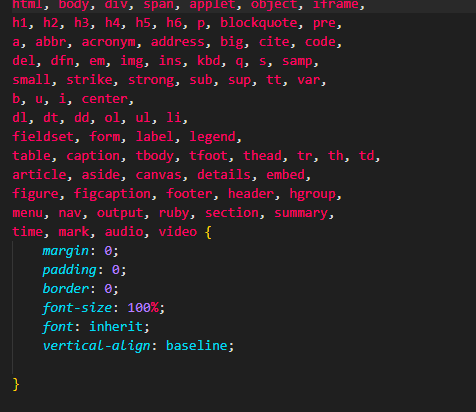 html, body, div, span, applet, object, iframe,
h1, h2, h3, h4, h5, h6, p, blockquote, pre,
a, abbr, acronym, address, big, cite, code,
del, dfn, em, img, ins, kbd, q, s, samp,
small, strike, strong, sub, sup, tt, var,
b, u, i, center,
dl, dt, dd, ol, ul, li,
fieldset, form, label, legend,
table, caption, tbody, tfoot, thead, tr, th, td,
article, aside, canvas, details, embed,
figure, figcaption, footer, header, hgroup,
menu, nav, output, ruby, section, summary,
time, mark, audio, video {
    margin: 0;
    padding: 0;
    border: 0;
    font-size: 100%;
    font: inherit;
    vertical-align: baseline;
}